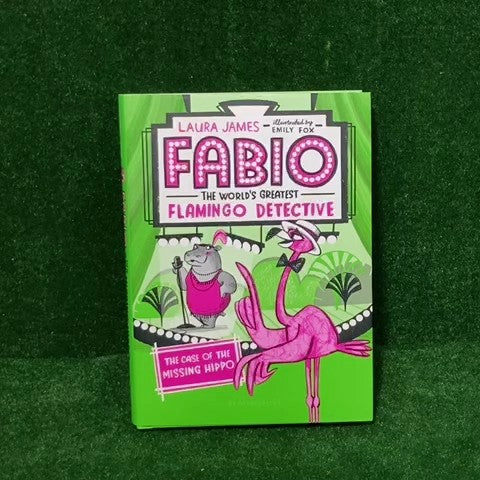 LAURA JAMES
illustrated by
EMILY FOX
FABIO
THE WORLD'S GREATEST
FLAMINGO DETECTIVE
THE CASE OF THE
MISSING HIPPO